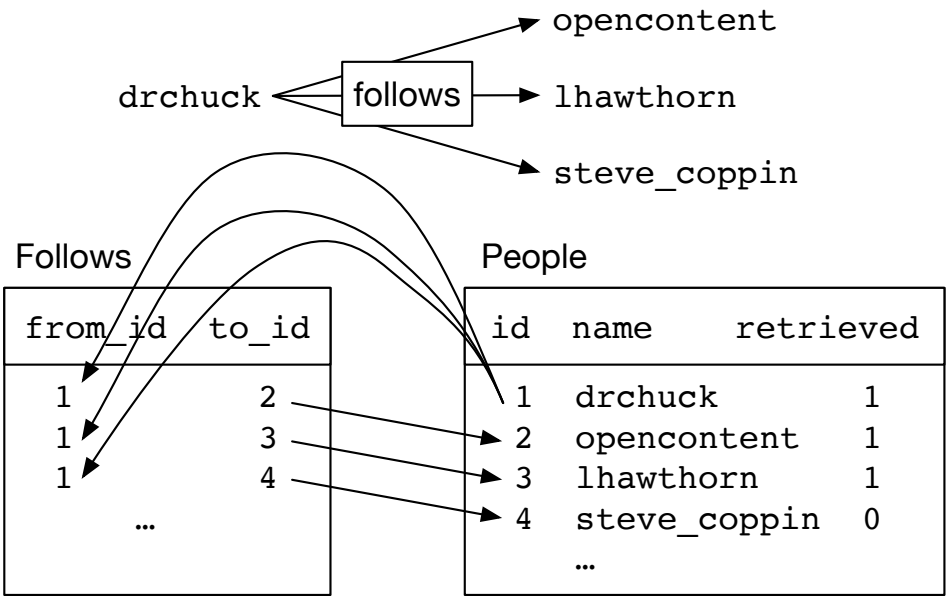 opencontent
drchuck follows lhawthorn
steve_coppin
Follows
from_id to_id
1 2
1 3
1 4
…
People
id name retrieved
1 drchuck 1
2 opencontent 1
3 lhawthorn 1
4 steve_coppin 0
…